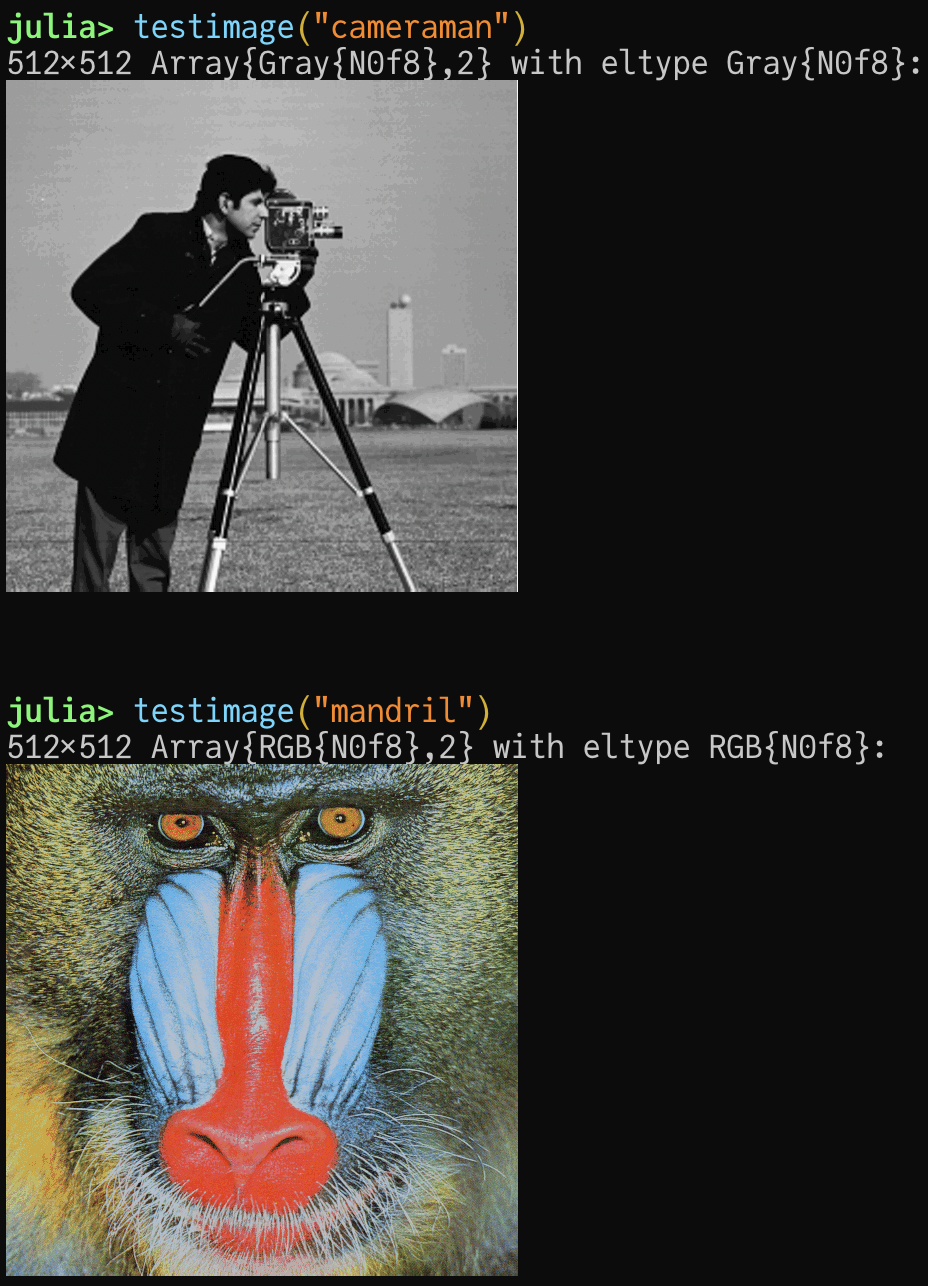 julia> testimage("cameraman")
512×512 Array{Gray{N0f8},2} with eltype Gray{N0f8}:
julia> testimage("mandril")
512×512 Array{RGB{N0f8},2} with eltype RGB{N0f8}: